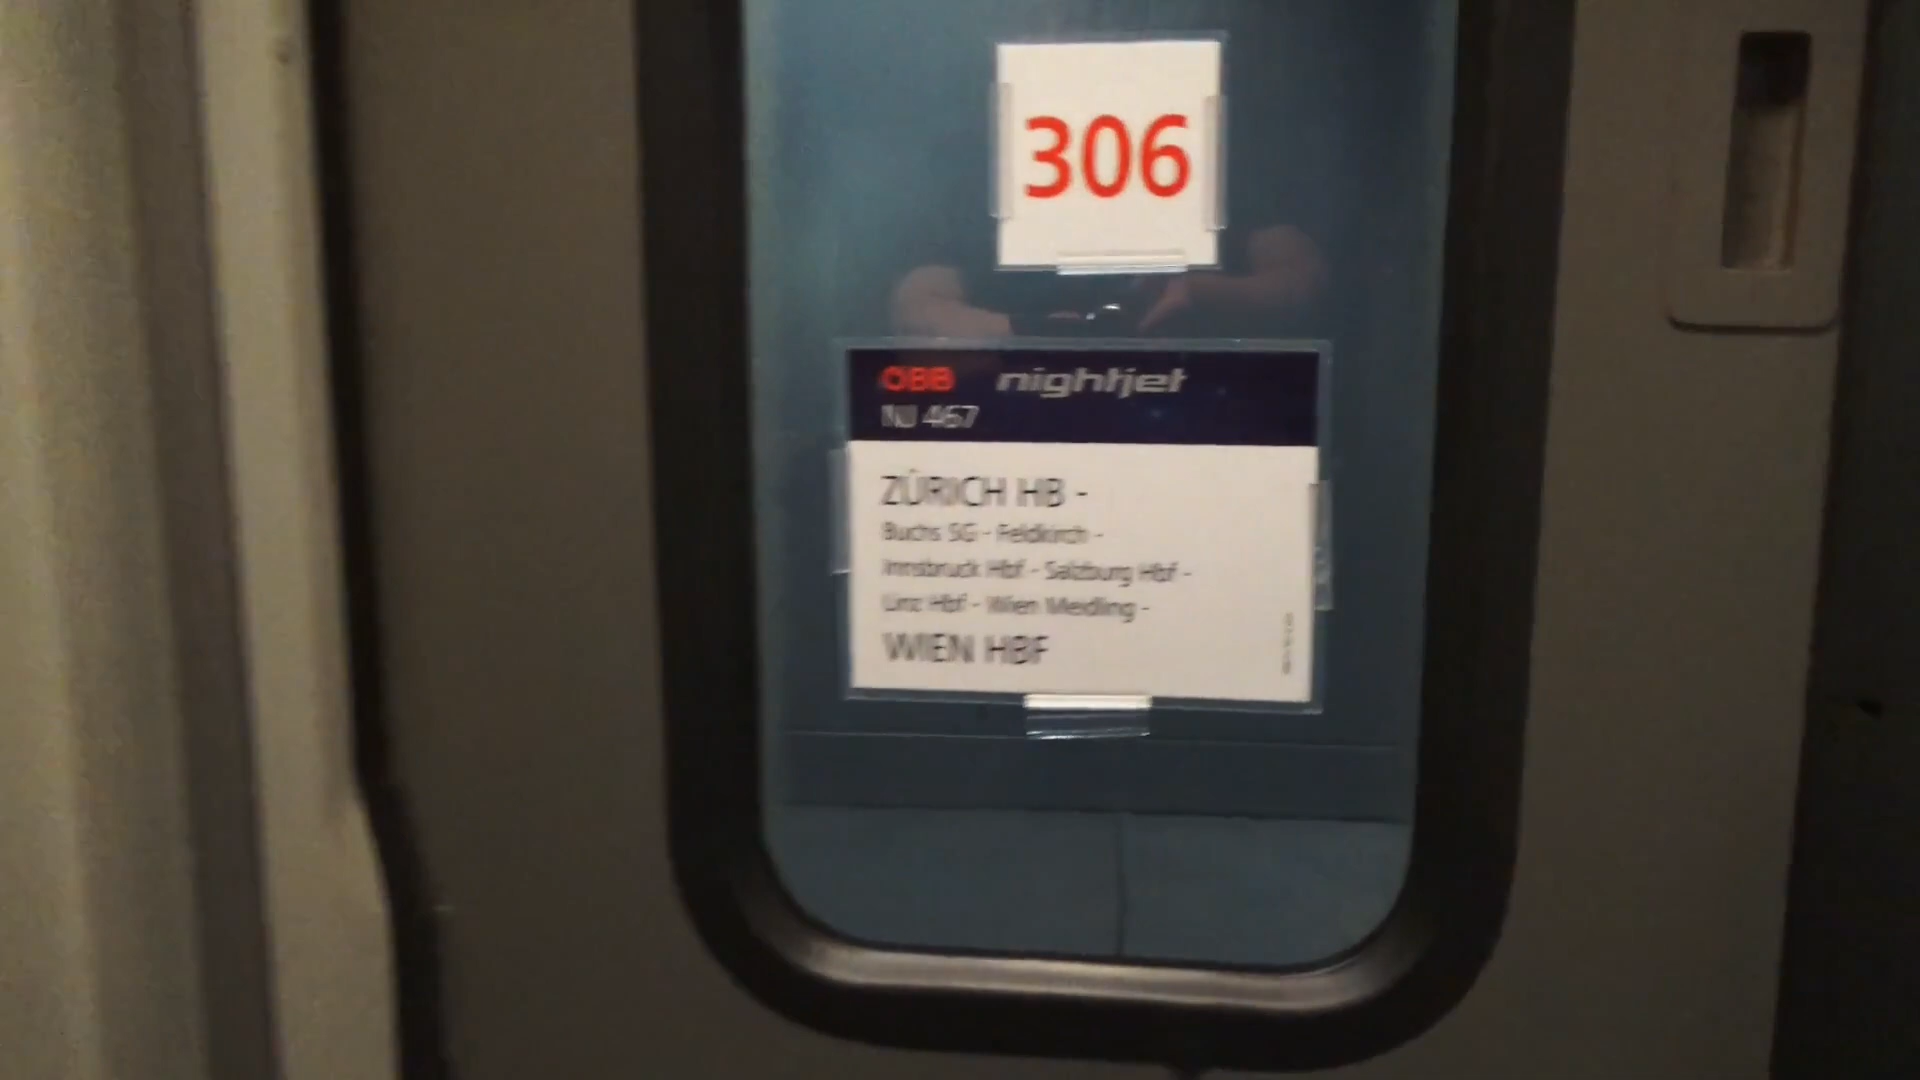 306
ÖBB nightjet
NJ 467
ZÜRICH HB -
Buchs SG - Feldkirch -
Innsbruck Hbf - Salzburg Hbf -
Linz Hbf - Wien Meidling -
WIEN HBF